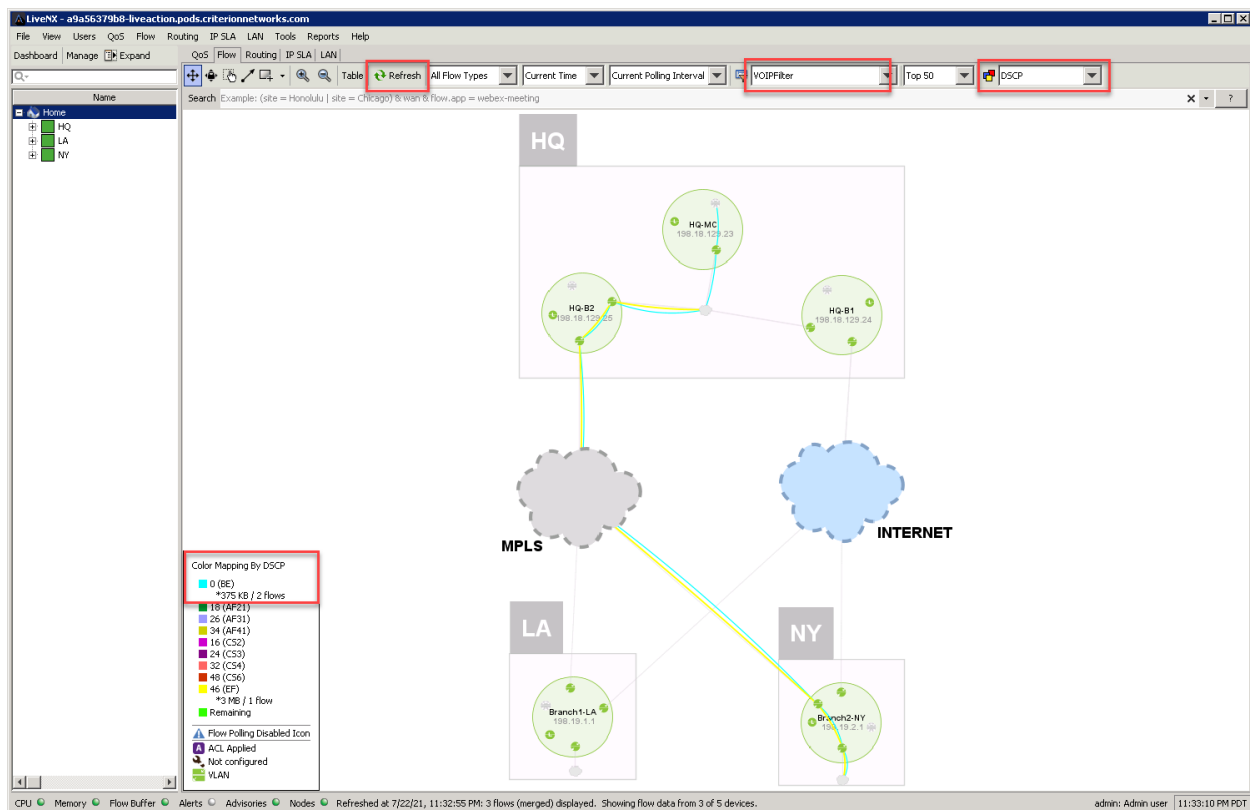 LiveNX - a9a56379b8-liveaction.pods.criterionnetworks.com
File View Users QoS Flow Routing IP SLA LAN Tools Reports Help
Dashboard Manage Expand QoS Flow Routing IP SLA LAN
Table Refresh All Flow Types Current Time Current Polling Interval VOIPFilter Top 50 DSCP
Name
Search Example: (site = Honolulu | site = Chicago) & wan & flow.app = webex-meeting
x ?
Home
HQ
LA
NY
HQ
HQ-MC
198.18.129.23
HQ-B2
198.18.129.25
HQ-B1
198.18.129.24
MPLS
INTERNET
LA
NY
Branch1-LA
198.19.1.1
Branch2-NY
198.19.2.1
Color Mapping By DSCP
0 (BE)
*375 KB / 2 flows
18 (AF21)
26 (AF31)
34 (AF41)
16 (CS2)
24 (CS3)
32 (CS4)
48 (CS6)
46 (EF)
*3 MB / 1 flow
Remaining
Flow Polling Disabled Icon
A ACL Applied
Not configured
VLAN
CPU Memory Flow Buffer Alerts Advisories Nodes Refreshed at 7/22/21, 11:32:55 PM: 3 flows (merged) displayed. Showing flow data from 3 of 5 devices. admin: Admin user 11:33:10 PM PDT